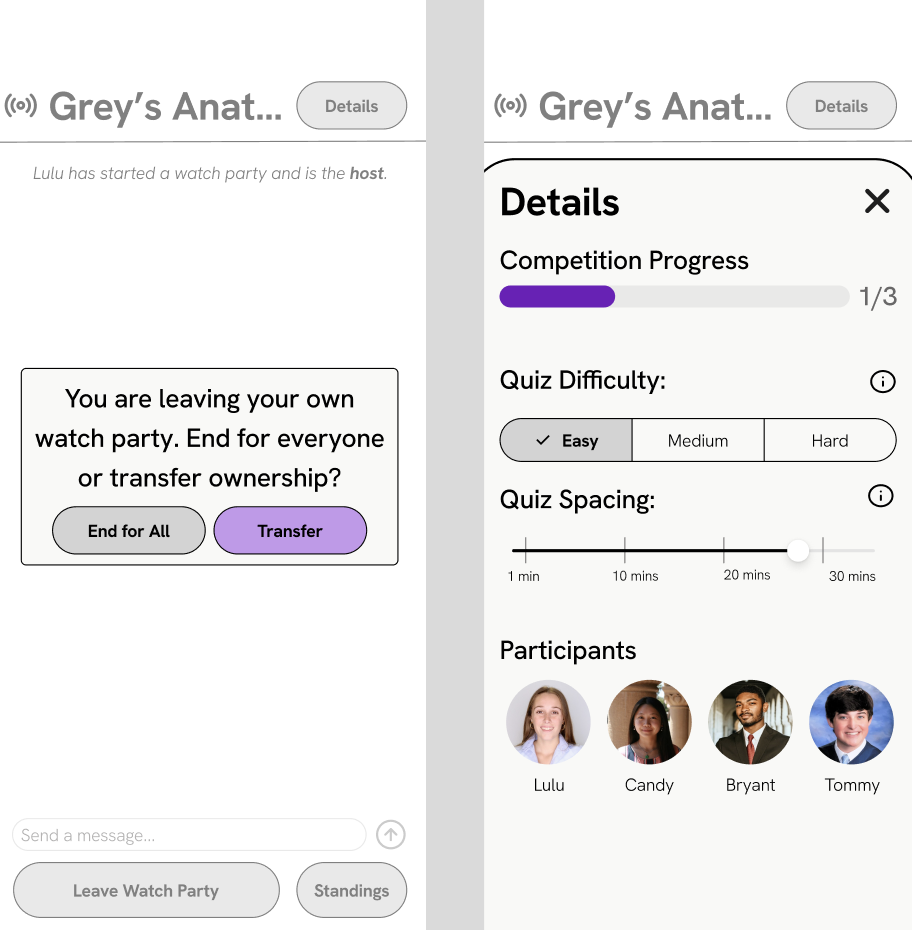 Grey's Anat...
Details
Lulu has started a watch party and is the host.
You are leaving your own
watch party. End for everyone
or transfer ownership?
End for All
Transfer
Send a message...
Leave Watch Party
Standings
Grey's Anat...
Details
Details
Competition Progress
1/3
Quiz Difficulty:
Easy
Medium
Hard
Quiz Spacing:
1 min
10 mins
20 mins
30 mins
Participants
Lulu
Candy
Bryant
Tommy